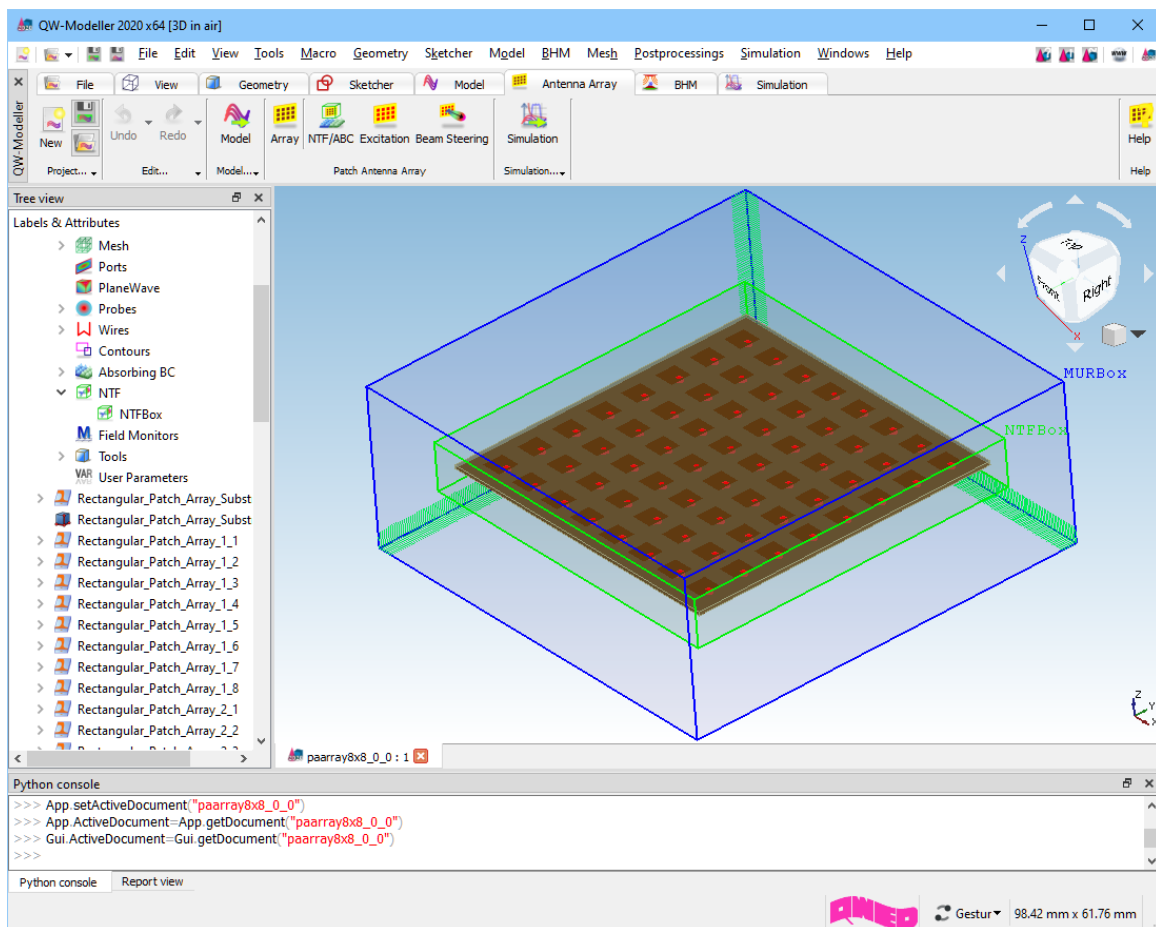 QW-Modeller 2020 x64 [3D in air]
File Edit View Tools Macro Geometry Sketcher Model BHM Mesh Postprocessings Simulation Windows Help
File View Geometry Sketcher Model Antenna Array BHM Simulation
QW-Modeller
New Undo Redo Model Array NTF/ABC Excitation Beam Steering Simulation Help
Project... Edit... Model... Patch Antenna Array Simulation... Help
Tree view
Labels & Attributes
Mesh
Ports
PlaneWave
Probes
Wires
Contours
Absorbing BC
NTF
NTFBox
Field Monitors
Tools
VAR User Parameters
Rectangular_Patch_Array_Subst
Rectangular_Patch_Array_Subst
Rectangular_Patch_Array_1_1
Rectangular_Patch_Array_1_2
Rectangular_Patch_Array_1_3
Rectangular_Patch_Array_1_4
Rectangular_Patch_Array_1_5
Rectangular_Patch_Array_1_6
Rectangular_Patch_Array_1_7
Rectangular_Patch_Array_1_8
Rectangular_Patch_Array_2_1
Rectangular_Patch_Array_2_2
Z
Top
Front
Right
X
MURBox
NTFBox
Z
Y
X
paarray8x8_0_0 : 1
Python console
>>> App.setActiveDocument("paarray8x8_0_0")
>>> App.ActiveDocument=App.getDocument("paarray8x8_0_0")
>>> Gui.ActiveDocument=Gui.getDocument("paarray8x8_0_0")
>>>
Python console Report view
QWED Gestur 98.42 mm x 61.76 mm